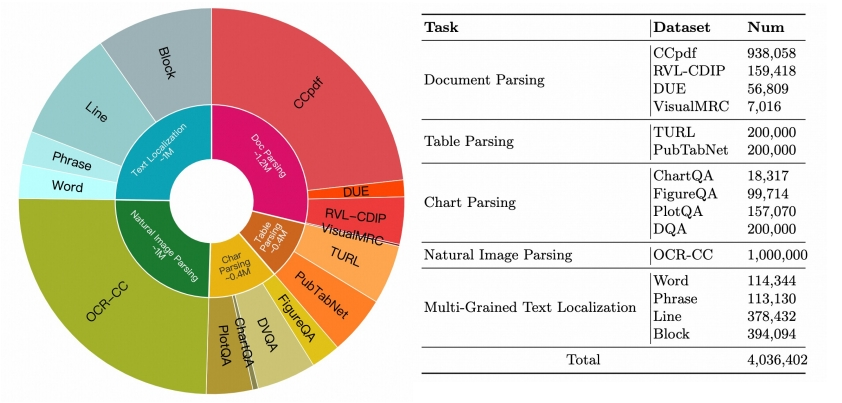 Block
Line
Phrase
Word
OCR-CC
PlotQA
ChartQA
DVQA
FigureQA
PubTabNet
TURL
VisualMRC
RVL-CDIP
DUE
CCpdf
Text Localization
~1M
Doc Parsing
~1.2M
Natural Image Parsing
~1M
Char
Parsing
~0.4M
Table
Parsing
~0.4M
Task Dataset Num
Document Parsing
CCpdf 938,058
RVL-CDIP 159,418
DUE 56,809
VisualMRC 7,016
Table Parsing
TURL 200,000
PubTabNet 200,000
Chart Parsing
ChartQA 18,317
FigureQA 99,714
PlotQA 157,070
DQA 200,000
Natural Image Parsing OCR-CC 1,000,000
Multi-Grained Text Localization
Word 114,344
Phrase 113,130
Line 378,432
Block 394,094
Total 4,036,402